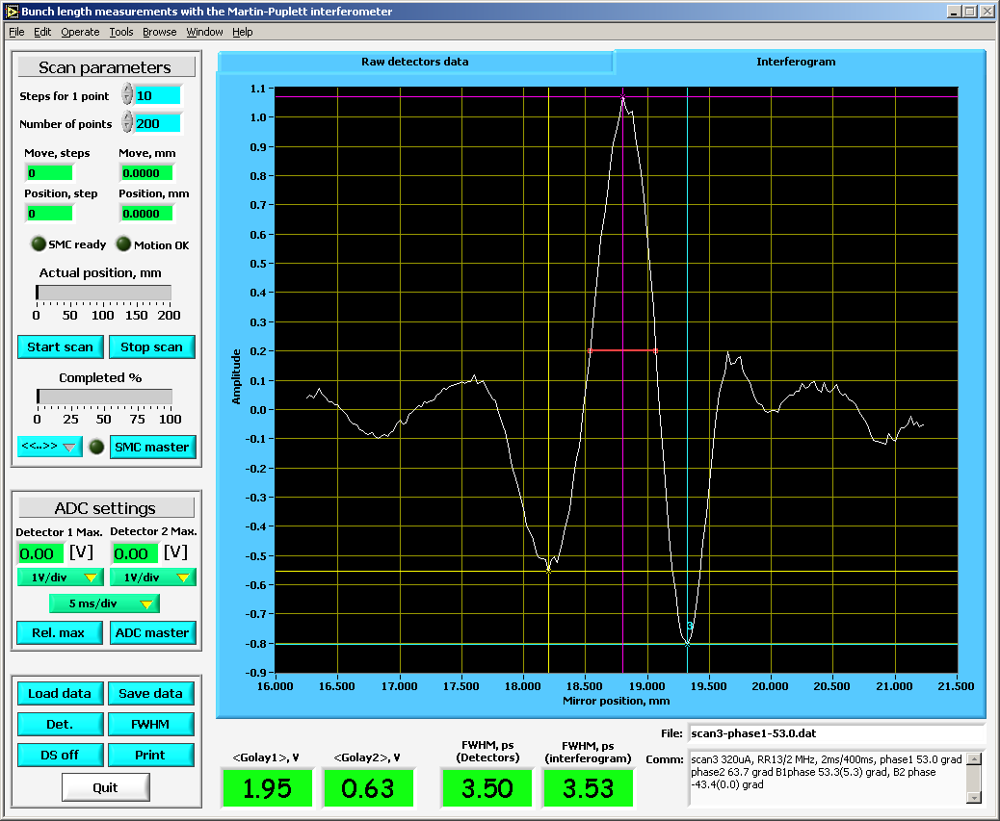 Bunch length measurements with the Martin-Puplett interferometer
File Edit Operate Tools Browse Window Help
Scan parameters
Steps for 1 point 10
Number of points 200
Move, steps Move, mm
0 0.0000
Position, step Position, mm
0 0.0000
SMC ready Motion OK
Actual position, mm
0 50 100 150 200
Start scan Stop scan
Completed %
0 25 50 75 100
<<..>> SMC master
ADC settings
Detector 1 Max. Detector 2 Max.
0.00 [V] 0.00 [V]
1V/div 1V/div
5 ms/div
Rel. max ADC master
Load data Save data
Det. FWHM
DS off Print
Quit
Raw detectors data Interferogram
Amplitude
1.1
1.0
0.9
0.8
0.7
0.6
0.5
0.4
0.3
0.2
0.1
0.0
-0.1
-0.2
-0.3
-0.4
-0.5
-0.6
-0.7
-0.8
-0.9
3
16.000 16.500 17.000 17.500 18.000 18.500 19.000 19.500 20.000 20.500 21.000 21.500
Mirror position, mm
<Golay1>, V <Golay2>, V FWHM, ps FWHM, ps
(Detectors) (interferogram)
1.95 0.63 3.50 3.53
File: scan3-phase1-53.0.dat
Comm: scan3 320uA, RR13/2 MHz, 2ms/400ms, phase1 53.0 grad
phase2 63.7 grad B1phase 53.3(5.3) grad, B2 phase
-43.4(0.0) grad